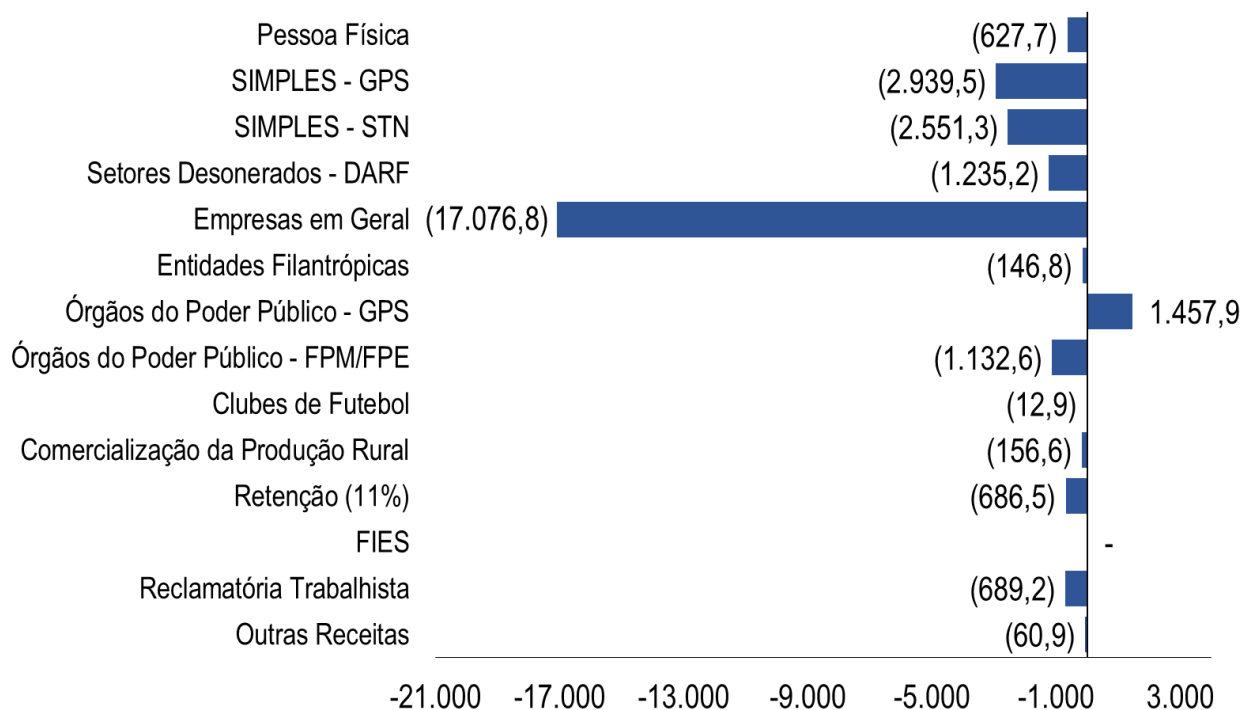 Pessoa Física (627,7)
SIMPLES - GPS (2.939,5)
SIMPLES - STN (2.551,3)
Setores Desonerados - DARF (1.235,2)
Empresas em Geral (17.076,8)
Entidades Filantrópicas (146,8)
Órgãos do Poder Público - GPS 1.457,9
Órgãos do Poder Público - FPM/FPE (1.132,6)
Clubes de Futebol (12,9)
Comercialização da Produção Rural (156,6)
Retenção (11%) (686,5)
FIES -
Reclamatória Trabalhista (689,2)
Outras Receitas (60,9)
-21.000 -17.000 -13.000 -9.000 -5.000 -1.000 3.000